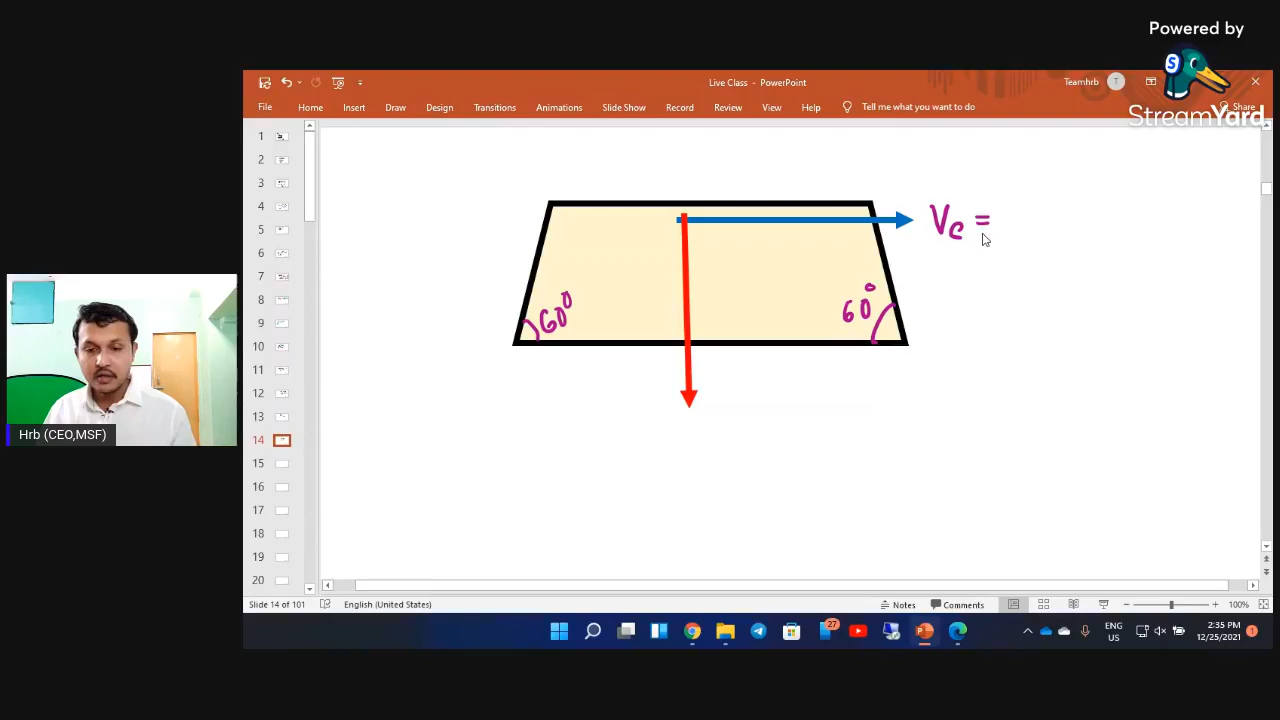 Powered by
S
StreamYard
Live Class - PowerPoint
Teamhrb
T
File Home Insert Draw Design Transitions Animations Slide Show Record Review View Help Tell me what you want to do
Share
1
2
3
4
5
6
7
8
9
10
11
12
13
14
15
16
17
18
19
20
Vc =
60°
60°
Hrb (CEO,MSF)
Slide 14 of 101 English (United States) Notes Comments 100%
27
ENG
US
2:35 PM
12/25/2021
1